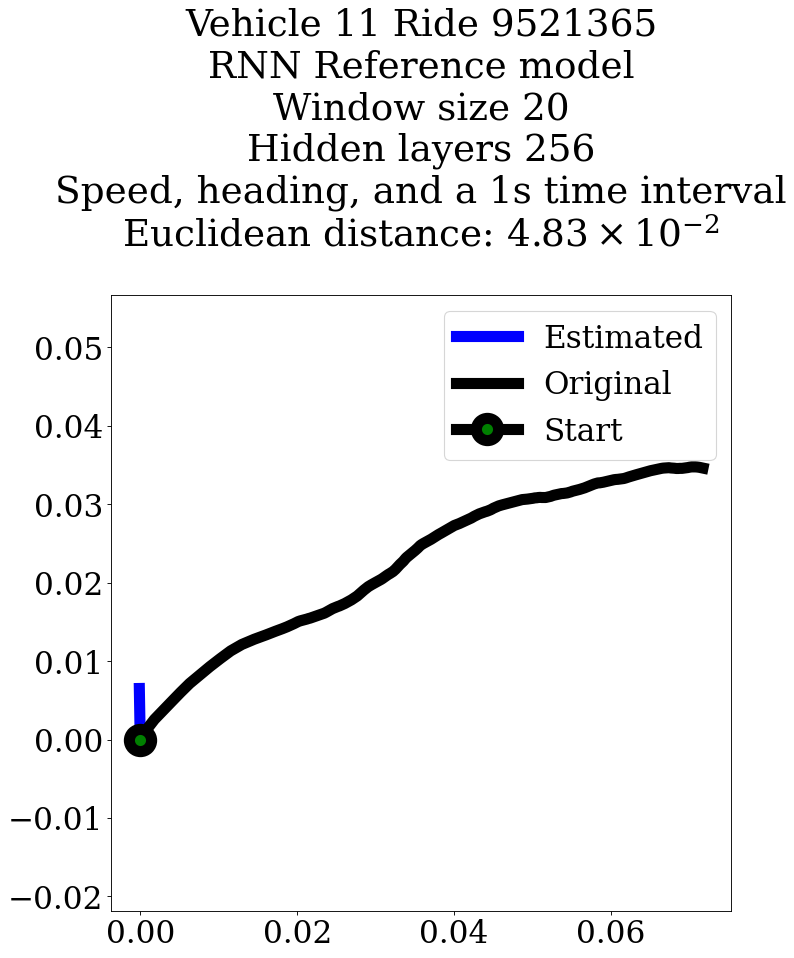 Vehicle 11 Ride 9521365
RNN Reference model
Window size 20
Hidden layers 256
Speed, heading, and a 1s time interval
Euclidean distance: 4.83 × 10⁻²
Estimated
Original
Start
0.05
0.04
0.03
0.02
0.01
0.00
−0.01
−0.02
0.00 0.02 0.04 0.06